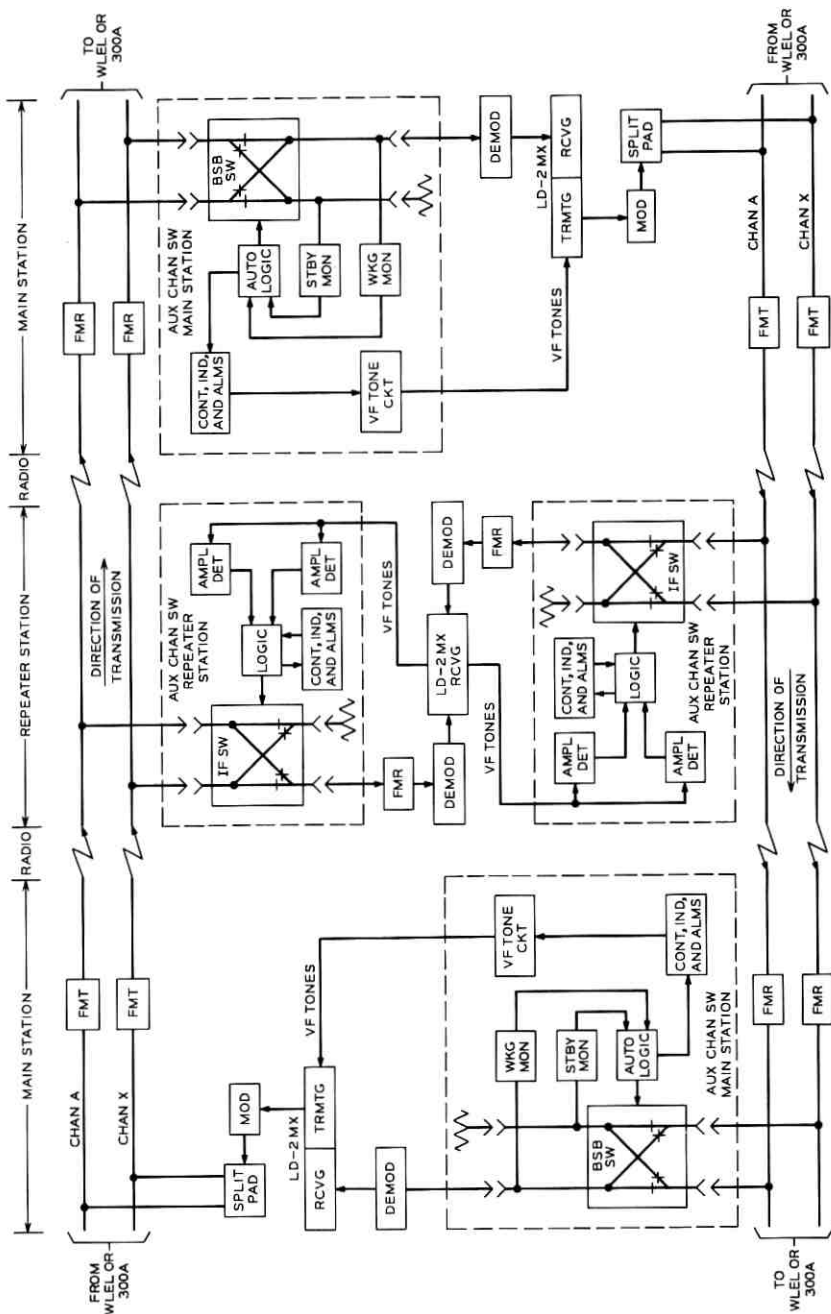 MAIN STATION
RADIO
REPEATER STATION
RADIO
MAIN STATION
FROM
WLEL OR
300A
CHAN A
CHAN X
FMT
FMT
DIRECTION OF
TRANSMISSION
FMR
FMR
TO
WLEL OR
300A
SPLIT
PAD
MOD
LD-2 MX
RCVG
TRMTG
DEMOD
VF TONES
VF TONE
CKT
CONT, IND,
AND ALMS
WKG
MON
STBY
MON
AUTO
LOGIC
BSB
SW
AUX CHAN SW
MAIN STATION
AUX CHAN SW
REPEATER
STATION
IF SW
LOGIC
CONT, IND,
AND ALMS
AMPL
DET
AMPL
DET
FMR
DEMOD
VF TONES
LD-2 MX
RCVG
VF TONES
DEMOD
FMR
AMPL
DET
AMPL
DET
LOGIC
CONT, IND,
AND ALMS
IF SW
AUX CHAN SW
REPEATER
STATION
AUX CHAN SW
MAIN STATION
BSB
SW
AUTO
LOGIC
STBY
MON
WKG
MON
CONT, IND,
AND ALMS
VF TONE
CKT
VF TONES
DEMOD
LD-2 MX
TRMTG
RCVG
MOD
SPLIT
PAD
TO
WLEL OR
300A
FMR
FMR
DIRECTION OF
TRANSMISSION
FMT
FMT
CHAN A
CHAN X
FROM
WLEL OR
300A